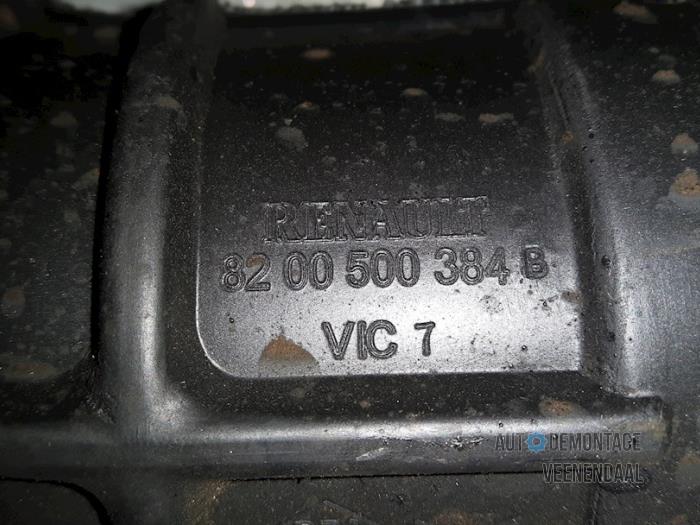 RENAULT
82 00 500 384 B
VIC 7
AUTODEMONTAGE
VEENENDAAL